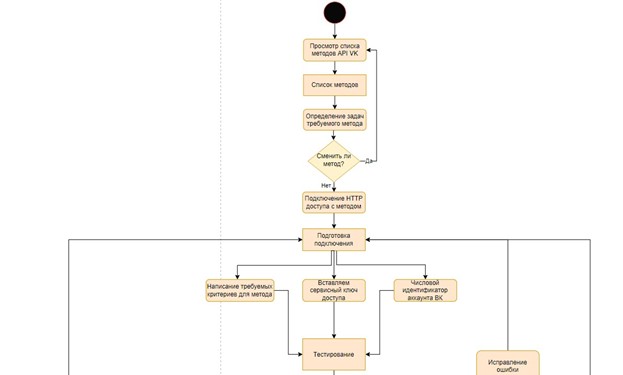 Просмотр списка
методов API VK
Список методов
Определение задач
требуемого метода
Сменить ли
метод?
Да
Нет
Подключение HTTP
доступа с методом
Подготовка
подключения
Написание требуемых
критериев для метода
Вставляем
сервисный ключ
доступа
Числовой
идентификатор
аккаунта ВК
Тестирование
Исправление
ошибки